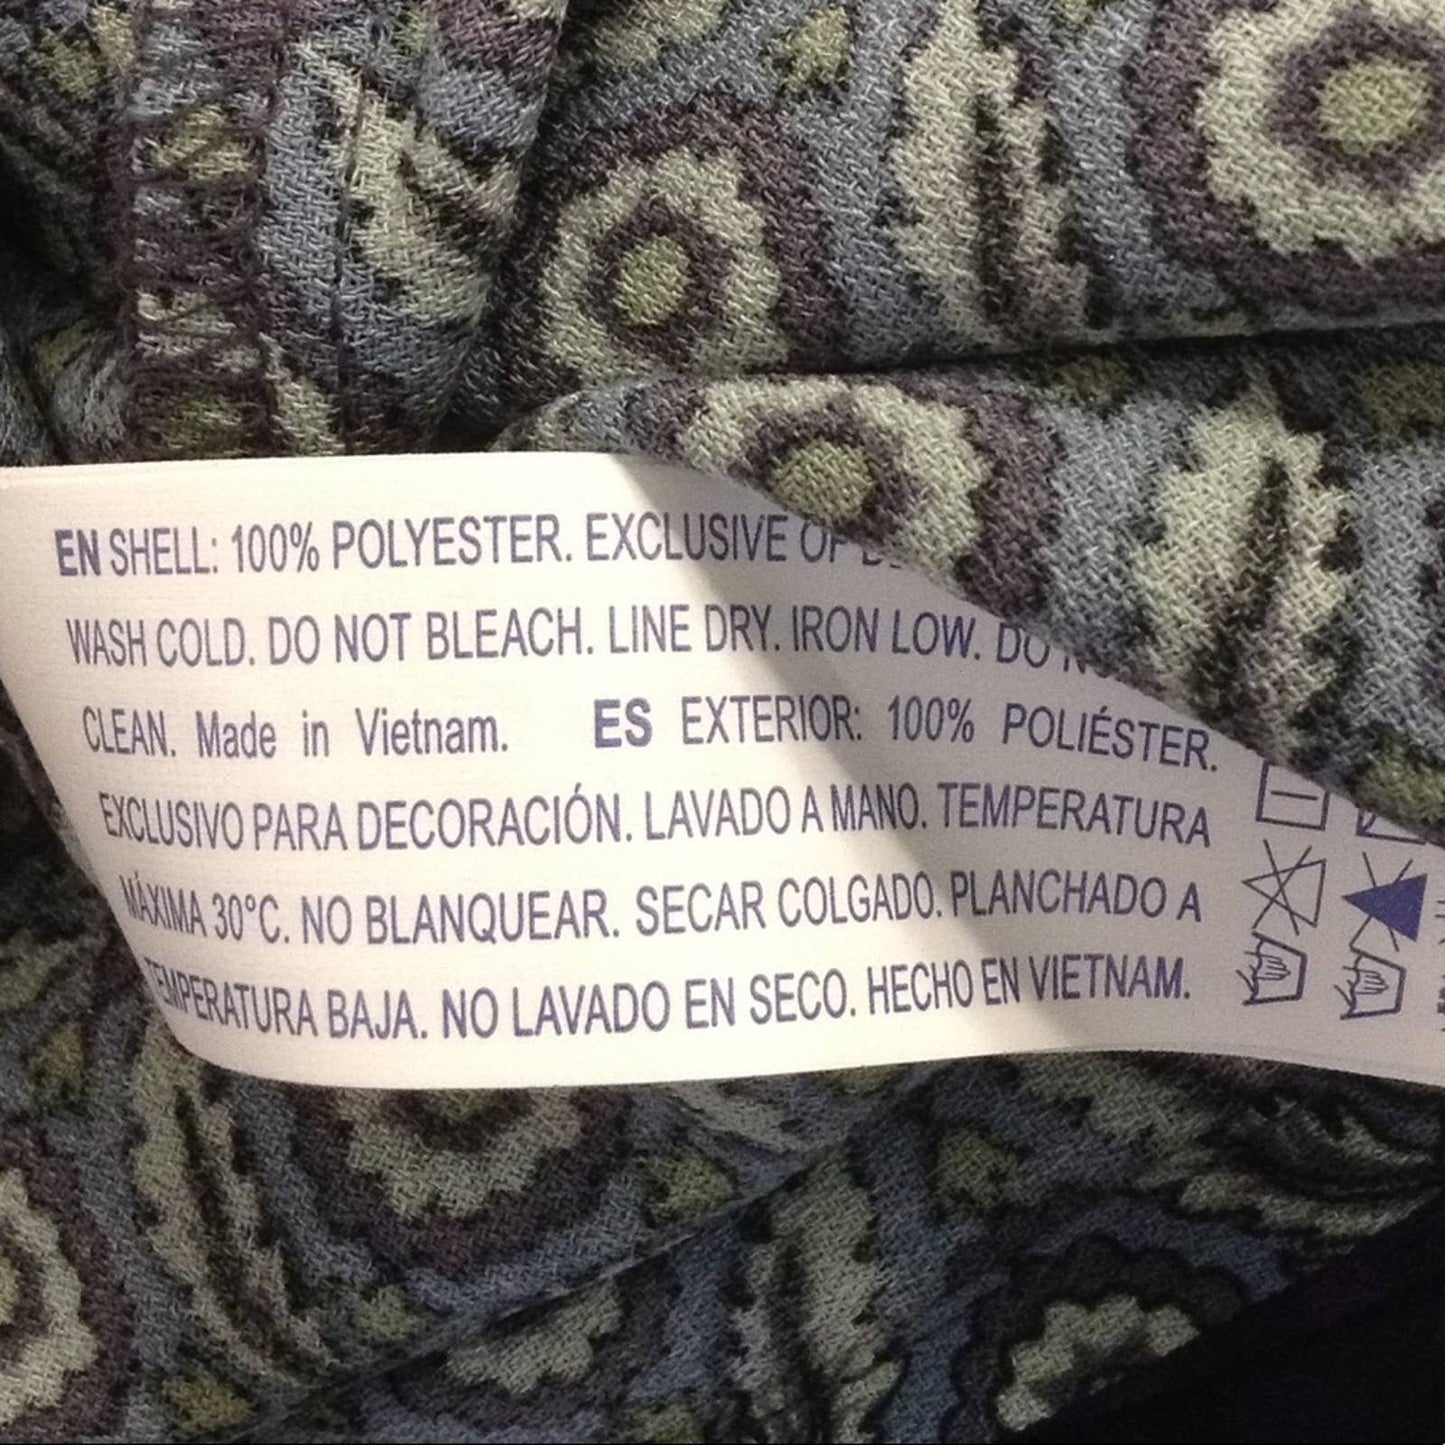 EN SHELL: 100% POLYESTER. EXCLUSIVE OF
WASH COLD. DO NOT BLEACH. LINE DRY. IRON LOW. DO
CLEAN. Made in Vietnam. ES EXTERIOR: 100% POLIÉSTER.
EXCLUSIVO PARA DECORACIÓN. LAVADO A MANO. TEMPERATURA
MÁXIMA 30°C. NO BLANQUEAR. SECAR COLGADO. PLANCHADO A
TEMPERATURA BAJA. NO LAVADO EN SECO. HECHO EN VIETNAM.